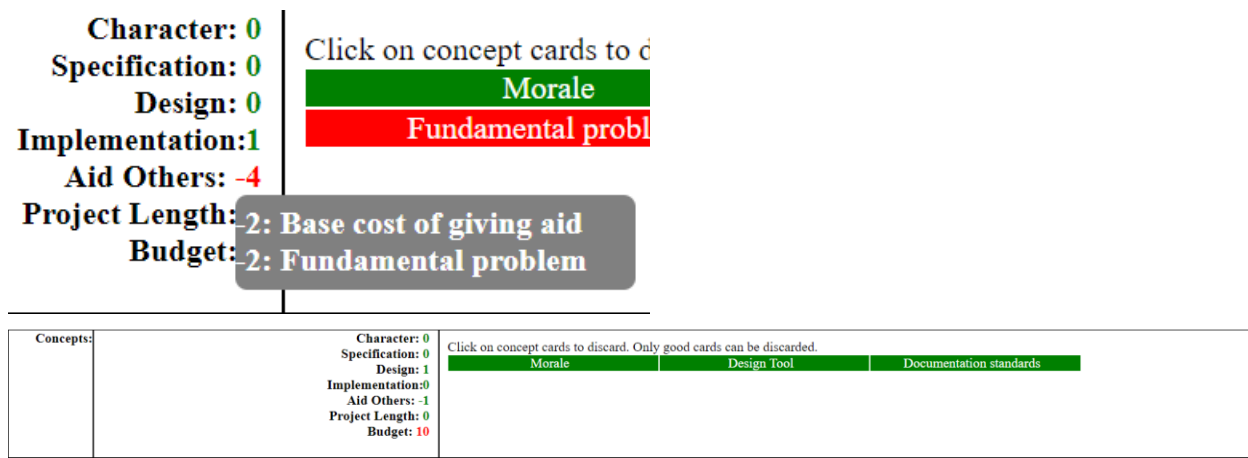 Character: 0
Specification: 0
Design: 0
Implementation:1
Aid Others: -4
Project Length:
Budget:
-2: Base cost of giving aid
-2: Fundamental problem
Click on concept cards to d
Morale
Fundamental probl
Concepts:
Character: 0
Specification: 0
Design: 1
Implementation:0
Aid Others: -1
Project Length: 0
Budget: 10
Click on concept cards to discard. Only good cards can be discarded.
Morale Design Tool Documentation standards